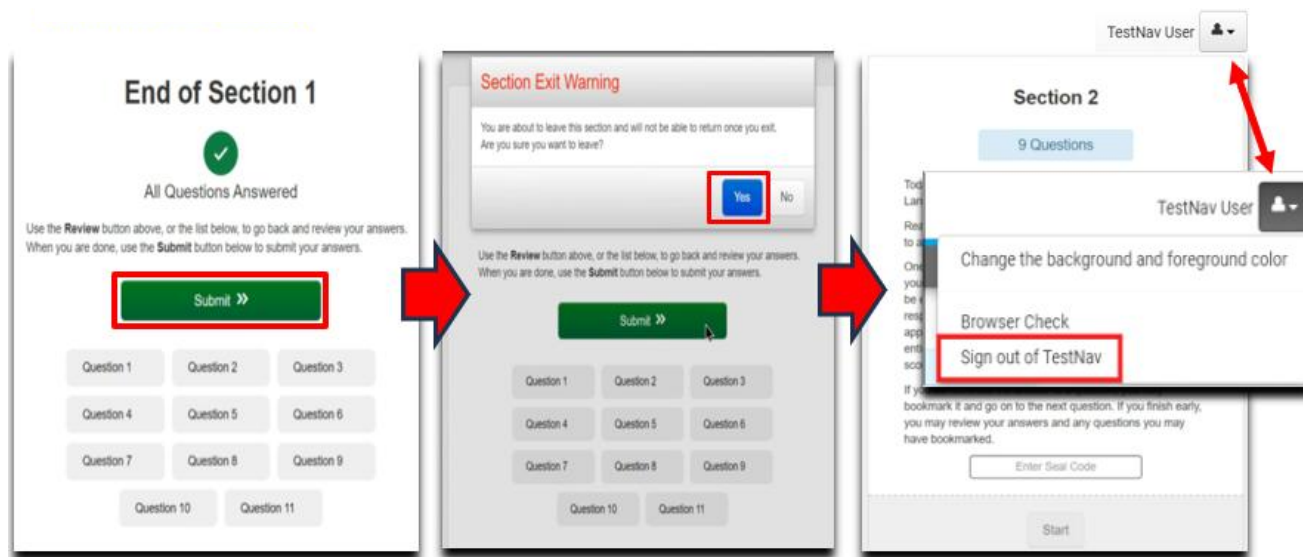 End of Section 1
All Questions Answered
Use the Review button above, or the list below, to go back and review your answers.
When you are done, use the Submit button below to submit your answers.
Submit »
Question 1
Question 2
Question 3
Question 4
Question 5
Question 6
Question 7
Question 8
Question 9
Question 10
Question 11
Section Exit Warning
You are about to leave this section and will not be able to return once you exit.
Are you sure you want to leave?
Yes
No
Use the Review button above, or the list below, to go back and review your answers.
When you are done, use the Submit button below to submit your answers.
Submit »
Question 1
Question 2
Question 3
Question 4
Question 5
Question 6
Question 7
Question 8
Question 9
Question 10
Question 11
TestNav User
Section 2
9 Questions
TestNav User
Change the background and foreground color
Browser Check
Sign out of TestNav
bookmark it and go on to the next question. If you finish early,
you may review your answers and any questions you may
have bookmarked.
Enter Seal Code
Start